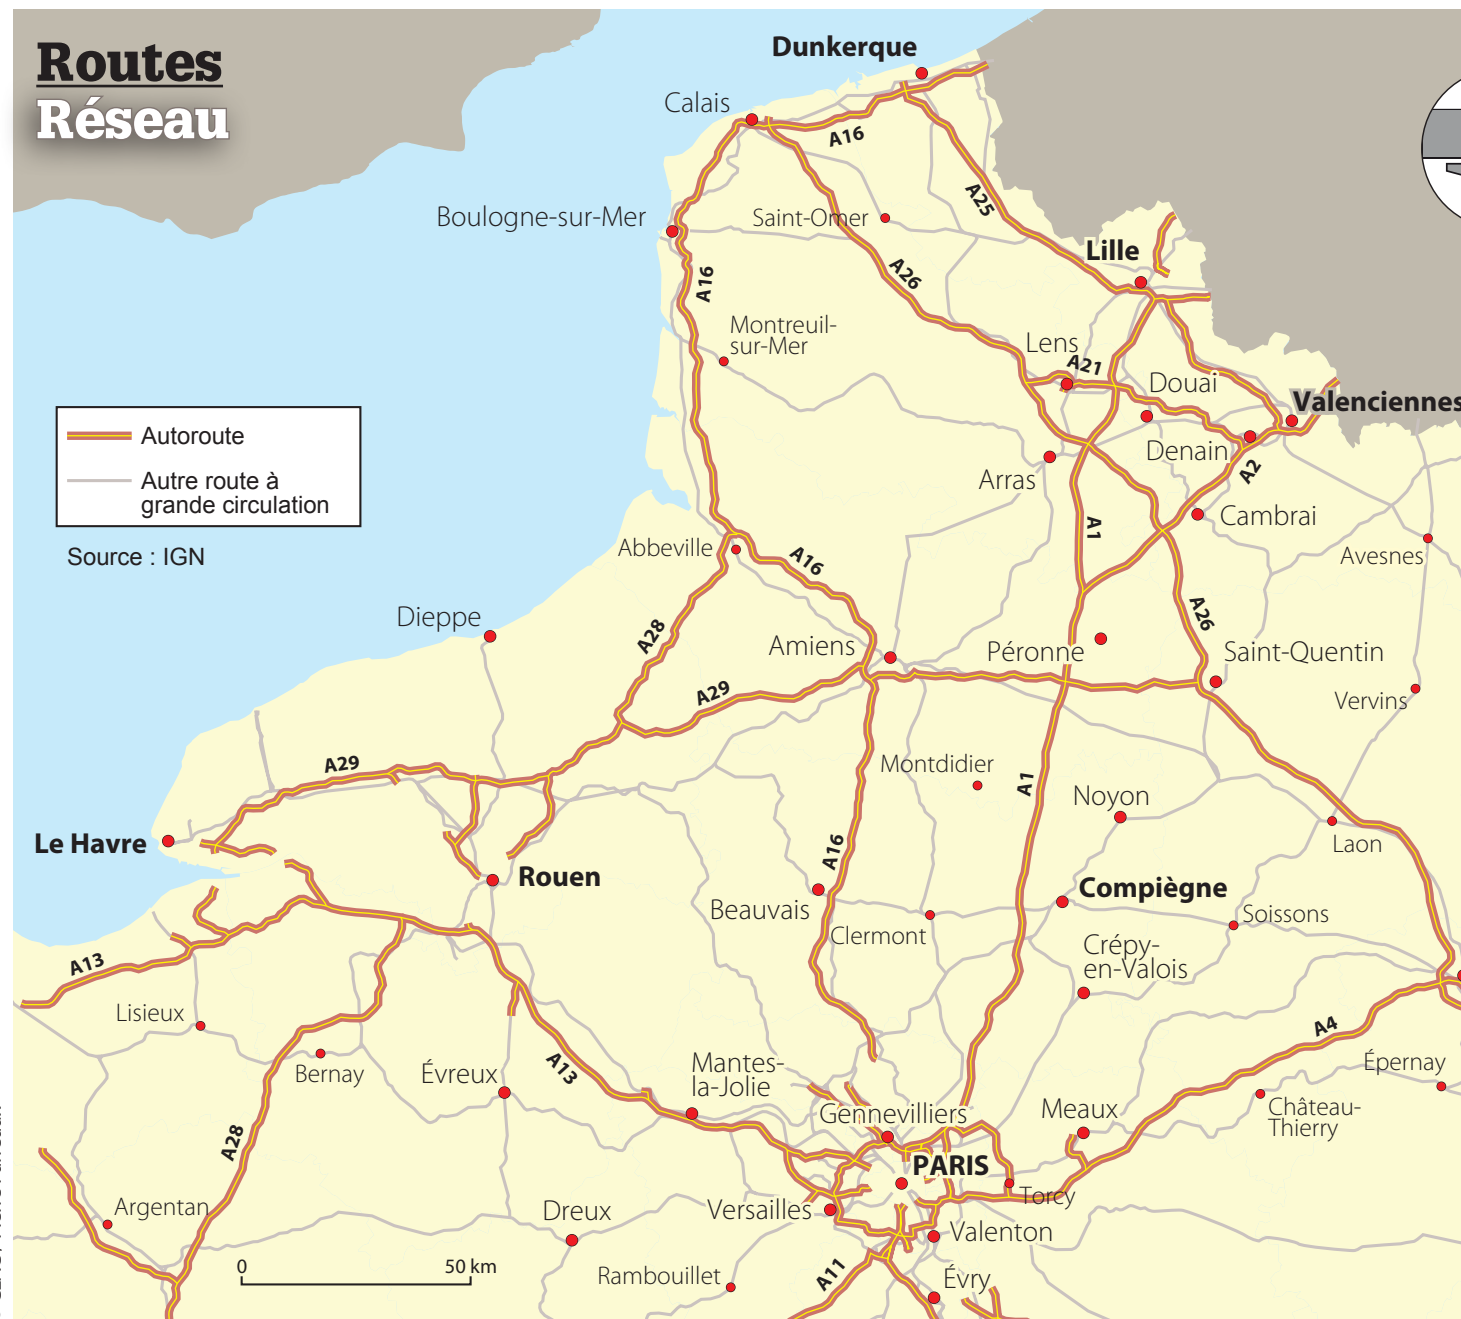 Routes
Réseau
Dunkerque
Calais
A16
Boulogne-sur-Mer
Saint-Omer
A25
Lille
A16
A26
Montreuil-
sur-Mer
Lens
A21
Douai
Valenciennes
Autoroute
Autre route à
grande circulation
Source : IGN
Arras
Denain
A2
A1
Cambrai
Abbeville
A16
Avesnes
Dieppe
A28
Amiens
Péronne
A26
Saint-Quentin
A29
Vervins
A29
Montdidier
A1
Noyon
Le Havre
A16
Laon
Rouen
Beauvais
Compiègne
Clermont
Soissons
Crépy-
en-Valois
A13
Lisieux
A4
Bernay
Évreux
A13
Mantes-
la-Jolie
Épernay
Gennevilliers
Meaux
Château-
Thierry
A28
PARIS
Torcy
Argentan
Dreux
Versailles
Valenton
0 50 km
Rambouillet
A11
Évry